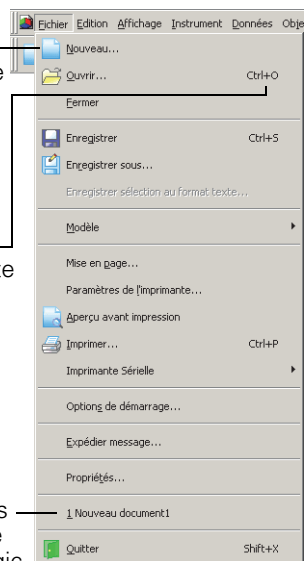 Fichier Edition Affichage Instrument Données Obje
Nouveau...
e
Ouvrir... Ctrl+O
Fermer
Enregistrer Ctrl+S
Enregistrer sous...
Enregistrer sélection au format texte...
Modèle
te
Mise en page...
Paramètres de l'imprimante...
Aperçu avant impression
Imprimer... Ctrl+P
Imprimante Sérielle
Options de démarrage...
Expédier message...
Propriétés...
s
1 Nouveau document1
e
gic
Quitter Shift+X